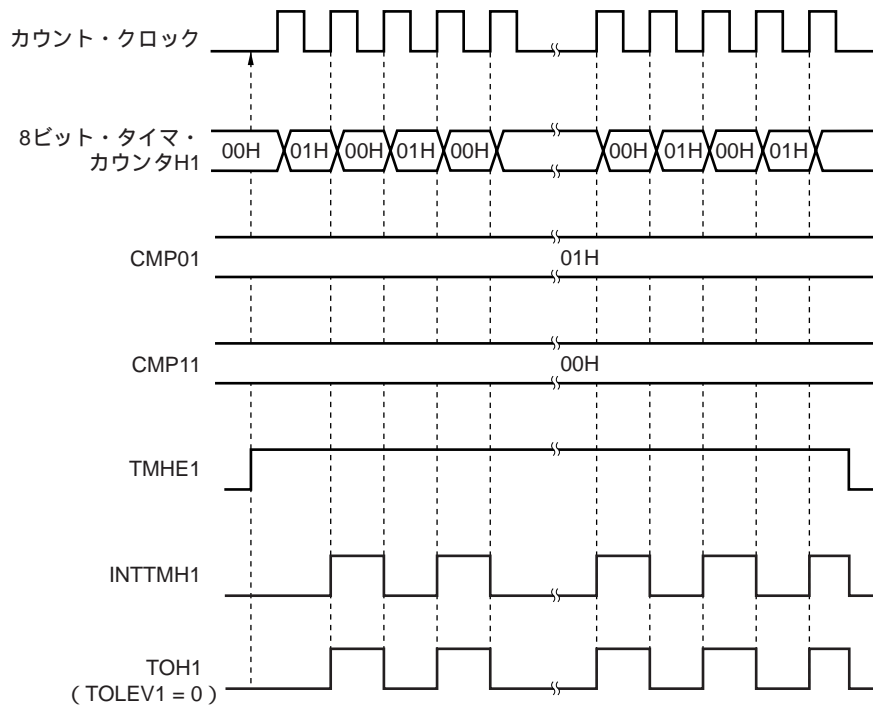 カウント・クロック
8ビット・タイマ・
カウンタH1
00H 01H 00H 01H 00H 00H 01H 00H 01H
CMP01
01H
CMP11
00H
TMHE1
INTTMH1
TOH1
（TOLEV1 = 0）